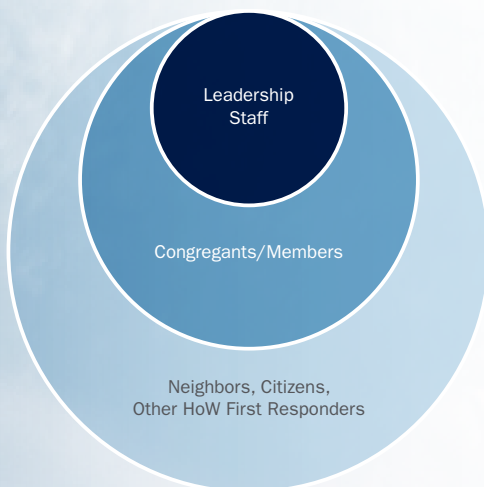 Leadership
Staff
Congregants/Members
Neighbors, Citizens,
Other HoW First Responders